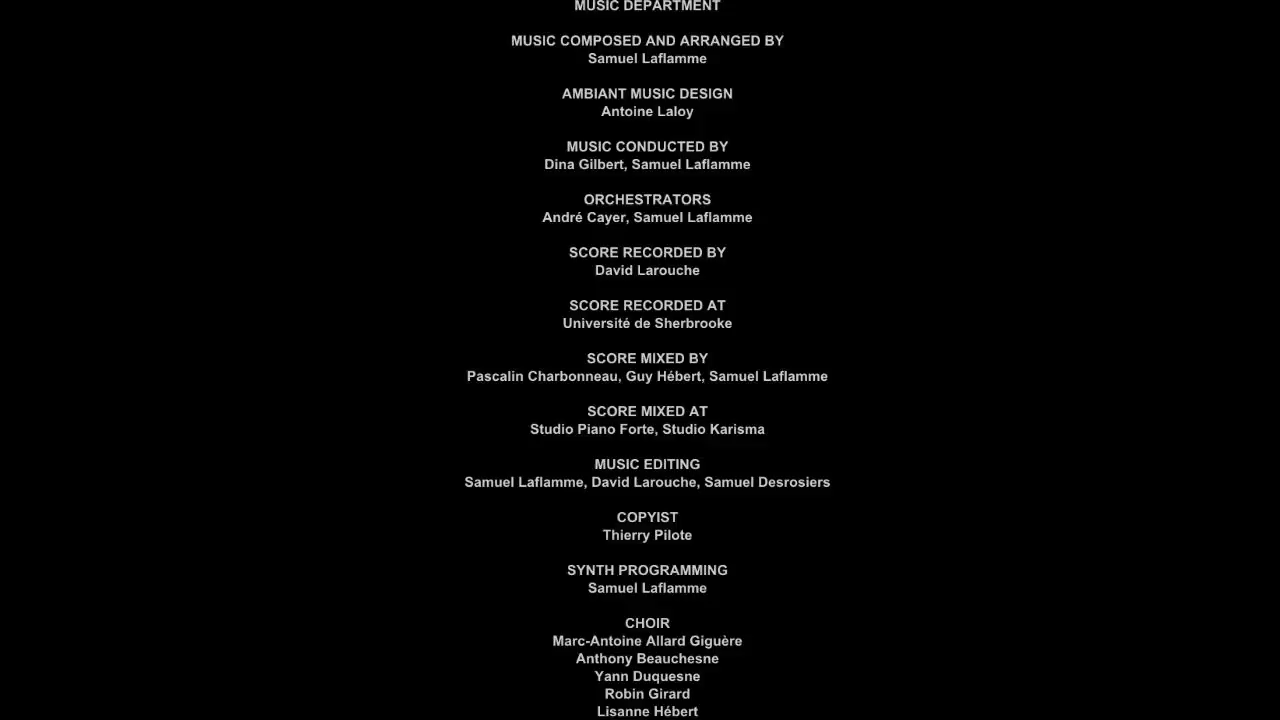 MUSIC DEPARTMENT
MUSIC COMPOSED AND ARRANGED BY
Samuel Laflamme
AMBIANT MUSIC DESIGN
Antoine Laloy
MUSIC CONDUCTED BY
Dina Gilbert, Samuel Laflamme
ORCHESTRATORS
André Cayer, Samuel Laflamme
SCORE RECORDED BY
David Larouche
SCORE RECORDED AT
Université de Sherbrooke
SCORE MIXED BY
Pascalin Charbonneau, Guy Hébert, Samuel Laflamme
SCORE MIXED AT
Studio Piano Forte, Studio Karisma
MUSIC EDITING
Samuel Laflamme, David Larouche, Samuel Desrosiers
COPYIST
Thierry Pilote
SYNTH PROGRAMMING
Samuel Laflamme
CHOIR
Marc-Antoine Allard Giguère
Anthony Beauchesne
Yann Duquesne
Robin Girard
Lisanne Hébert